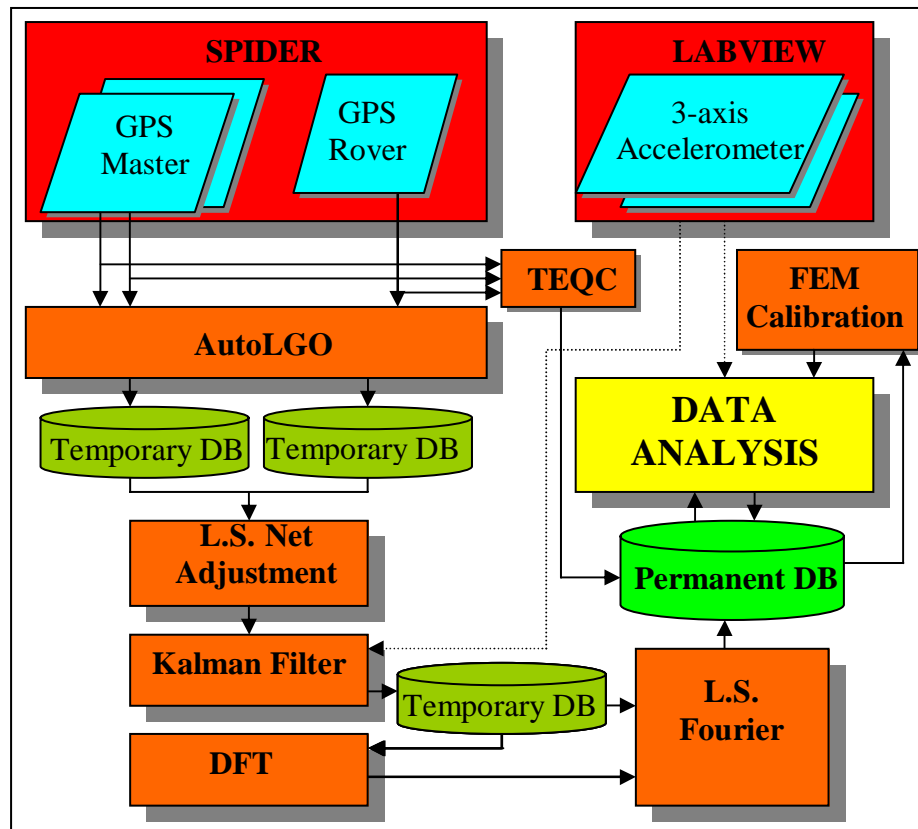 SPIDER
GPS
Master
GPS
Rover
LABVIEW
3-axis
Accelerometer
TEQC
FEM
Calibration
AutoLGO
DATA
ANALYSIS
Temporary DB
Temporary DB
L.S. Net
Adjustment
Permanent DB
Kalman Filter
Temporary DB
L.S.
Fourier
DFT